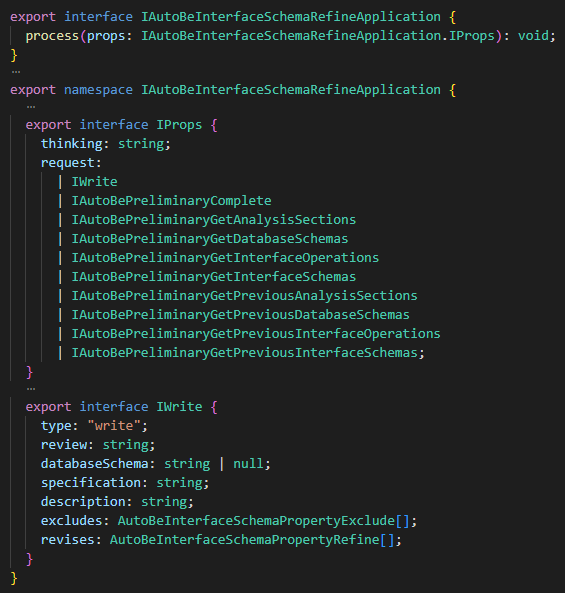 export interface IAutoBeInterfaceSchemaRefineApplication {
  process(props: IAutoBeInterfaceSchemaRefineApplication.IProps): void;
}
…
export namespace IAutoBeInterfaceSchemaRefineApplication {
  …
  export interface IProps {
    thinking: string;
    request:
      | IWrite
      | IAutoBePreliminaryComplete
      | IAutoBePreliminaryGetAnalysisSections
      | IAutoBePreliminaryGetDatabaseSchemas
      | IAutoBePreliminaryGetInterfaceOperations
      | IAutoBePreliminaryGetInterfaceSchemas
      | IAutoBePreliminaryGetPreviousAnalysisSections
      | IAutoBePreliminaryGetPreviousDatabaseSchemas
      | IAutoBePreliminaryGetPreviousInterfaceOperations
      | IAutoBePreliminaryGetPreviousInterfaceSchemas;
  }
  …
  export interface IWrite {
    type: "write";
    review: string;
    databaseSchema: string | null;
    specification: string;
    description: string;
    excludes: AutoBeInterfaceSchemaPropertyExclude[];
    revises: AutoBeInterfaceSchemaPropertyRefine[];
  }
}